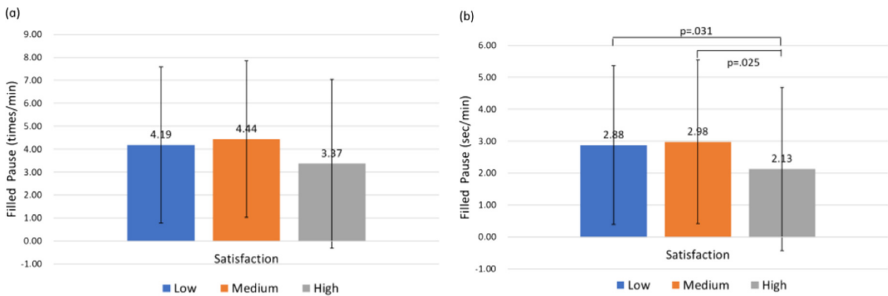 (a)
9.00
8.00
7.00
6.00
5.00
4.00
3.00
2.00
1.00
0.00
-1.00
Filled Pause (times/min)
4.19
4.44
3.37
Satisfaction
Low Medium High
(b)
p=.031
p=.025
6.00
5.00
4.00
3.00
2.00
1.00
0.00
-1.00
Filled Pause (sec/min)
2.88
2.98
2.13
Satisfaction
Low Medium High